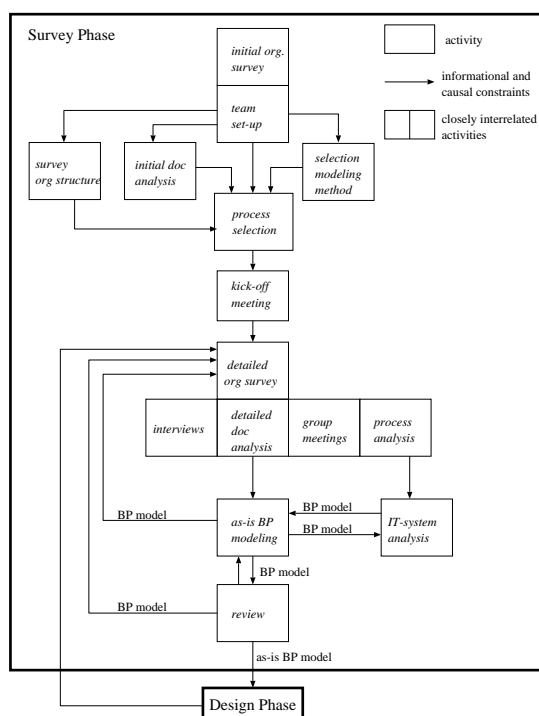 Survey Phase
initial org.
survey
activity
informational and
causal constraints
closely interrelated
activities
team
set-up
survey
org structure
initial doc
analysis
selection
modeling
method
process
selection
kick-off
meeting
detailed
org survey
interviews
detailed
doc
analysis
group
meetings
process
analysis
BP model
as-is BP
modeling
BP model
BP model
IT-system
analysis
BP model
BP model
review
as-is BP model
Design Phase